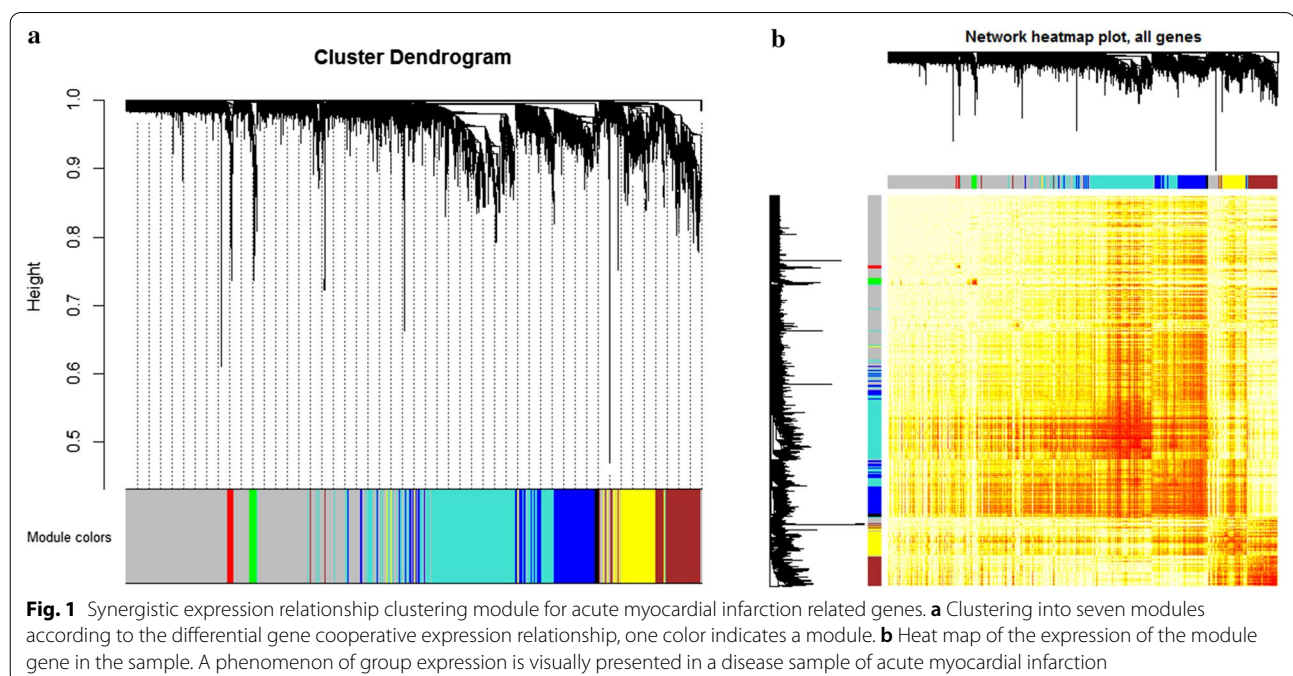 a
Cluster Dendrogram
Height
1.0
0.9
0.8
0.7
0.6
0.5
Module colors
b
Network heatmap plot, all genes
Fig. 1 Synergistic expression relationship clustering module for acute myocardial infarction related genes. a Clustering into seven modules
according to the differential gene cooperative expression relationship, one color indicates a module. b Heat map of the expression of the module
gene in the sample. A phenomenon of group expression is visually presented in a disease sample of acute myocardial infarction